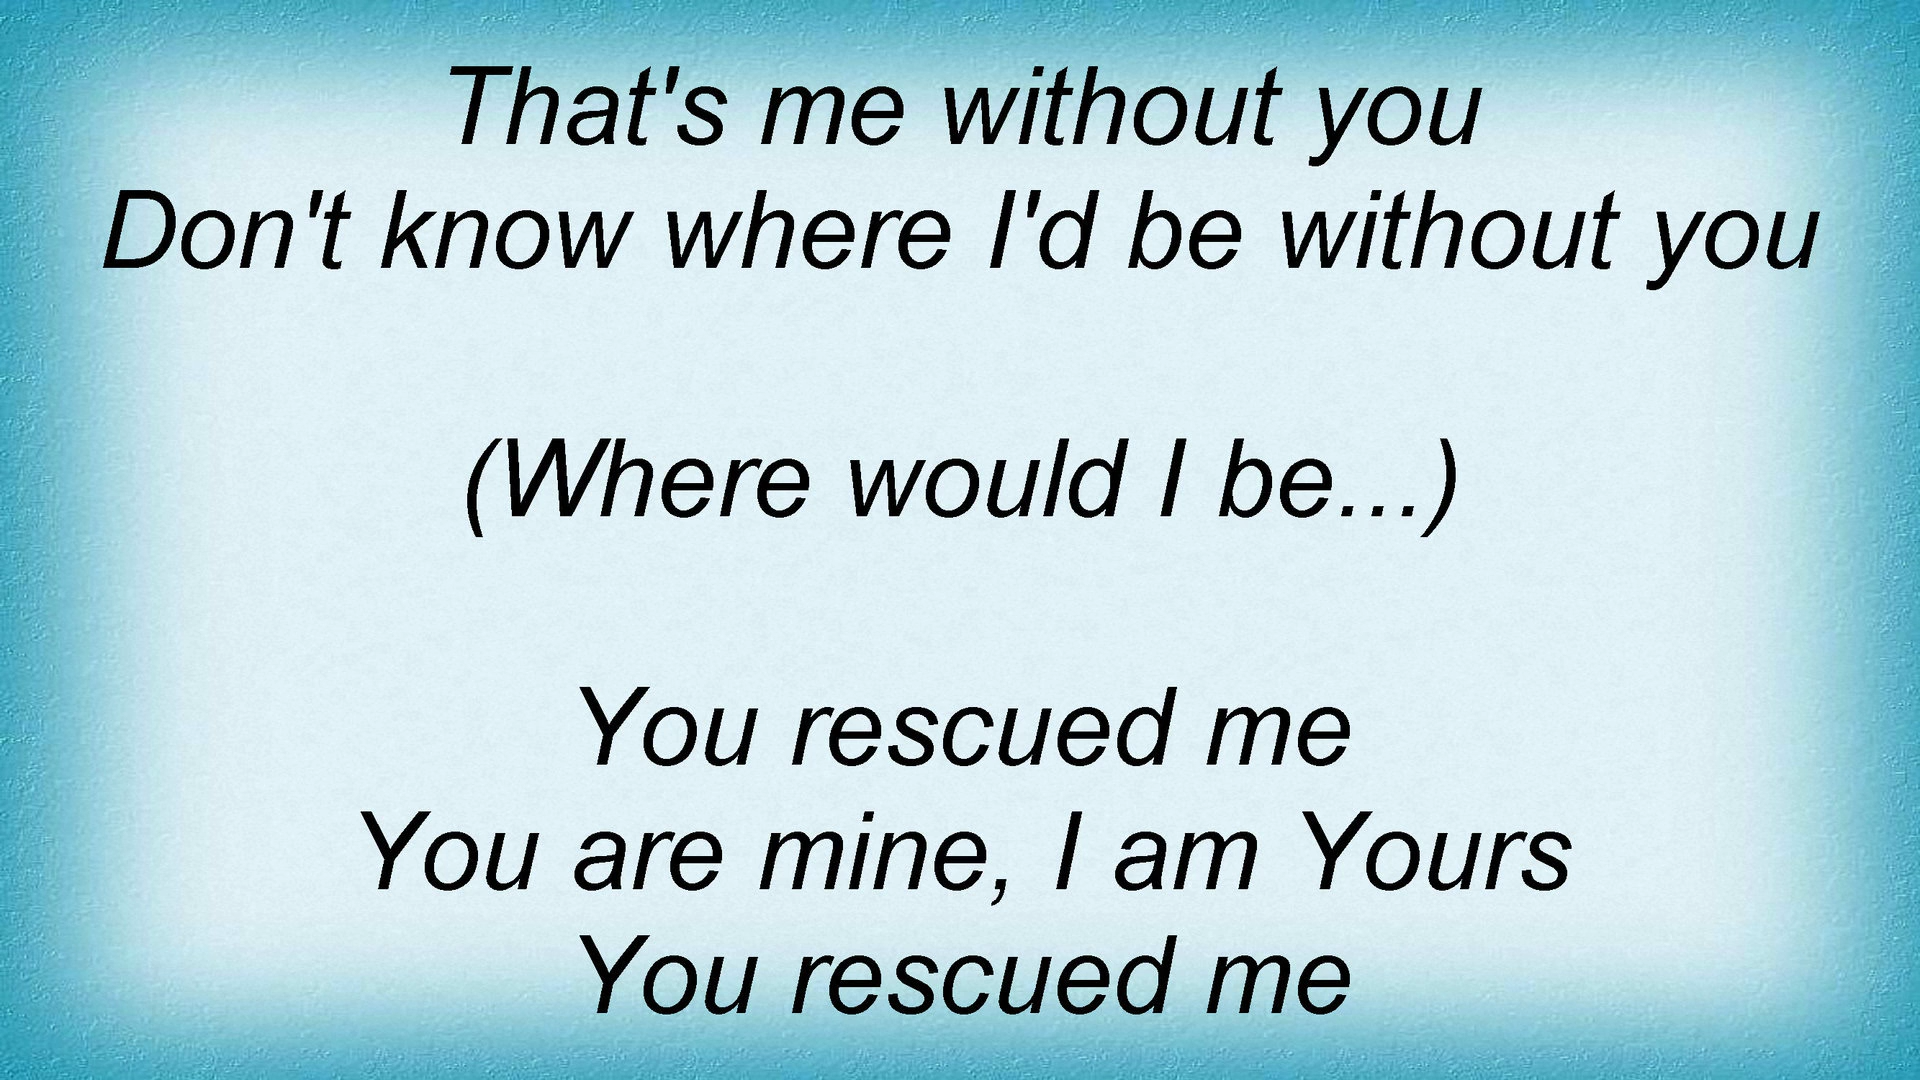 That's me without you
Don't know where I'd be without you
(Where would I be...)
You rescued me
You are mine, I am Yours
You rescued me